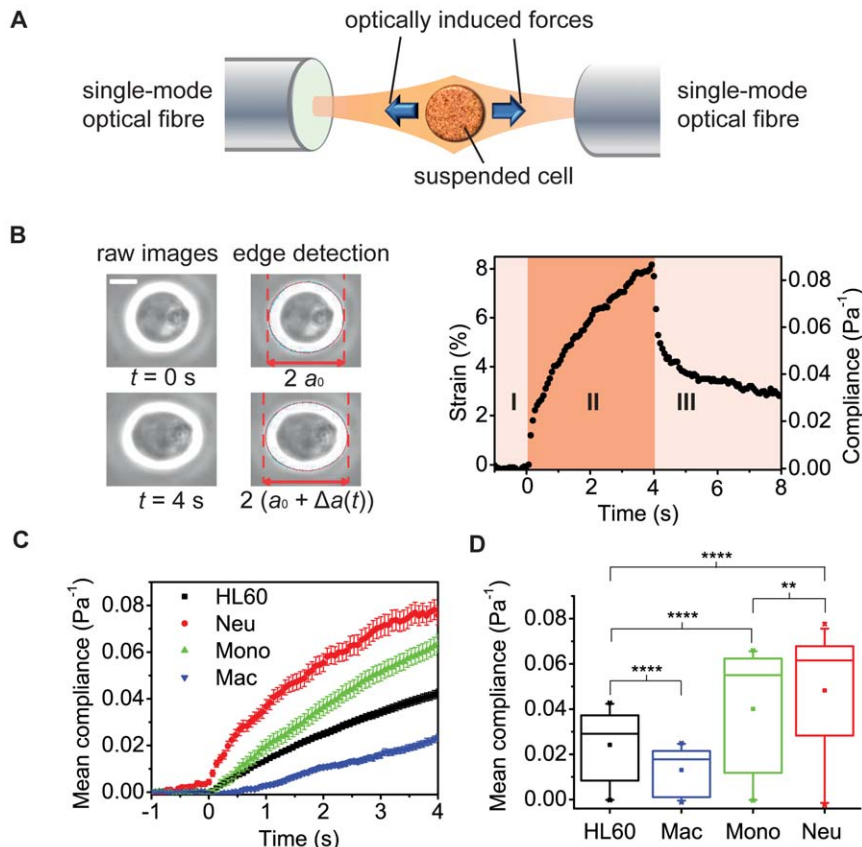 A
optically induced forces
single-mode
optical fibre
single-mode
optical fibre
suspended cell
B
raw images
edge detection
t = 0 s
2 a₀
t = 4 s
2 (a₀ + Δa(t))
Strain (%)
8
6
4
2
0
I
II
III
0
2
4
6
8
Time (s)
Compliance (Pa⁻¹)
0.08
0.06
0.04
0.02
0.00
C
Mean compliance (Pa⁻¹)
0.08
0.06
0.04
0.02
0.00
HL60
Neu
Mono
Mac
-1
0
1
2
3
4
Time (s)
D
Mean compliance (Pa⁻¹)
0.08
0.06
0.04
0.02
0.00
****
**
****
****
HL60
Mac
Mono
Neu